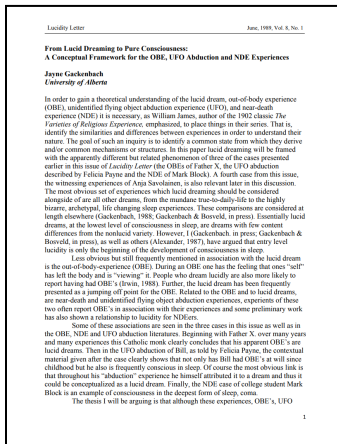 Lucidity Letter June, 1989, Vol. 8, No. 1
From Lucid Dreaming to Pure Consciousness:
A Conceptual Framework for the OBE, UFO Abduction and NDE Experiences
Jayne Gackenbach
University of Alberta
In order to gain a theoretical understanding of the lucid dream, out-of-body experience
(OBE), unidentified flying object abduction experience (UFO), and near-death
experience (NDE) it is necessary, as William James, author of the 1902 classic The
Varieties of Religious Experience, emphasized, to place things in their series. That is,
identify the similarities and differences between experiences in order to understand their
nature. The goal of such an inquiry is to identify a common state from which they derive
and/or common mechanisms or structures. In this paper lucid dreaming will be framed
with the apparently different but related phenomenon of three of the cases presented
earlier in this issue of Lucidity Letter (the OBEs of Father X, the UFO abduction
described by Felicia Payne and the NDE of Mark Block). A fourth case from this issue,
the witnessing experiences of Anja Savolainen, is also relevant later in this discussion.
The most obvious set of experiences which lucid dreaming should be considered
alongside of are all other dreams, from the mundane true-to-daily-life to the highly
bizarre, archetypal, life changing sleep experiences. These comparisons are considered at
length elsewhere (Gackenbach, 1988; Gackenbach & Bosveld, in press). Essentially lucid
dreams, at the lowest level of consciousness in sleep, are dreams with few content
differences from the nonlucid variety. However, I (Gackenbach. in press; Gackenbach &
Bosveld, in press), as well as others (Alexander, 1987), have argued that entry level
lucidity is only the beginning of the development of consciousness in sleep.
Less obvious but still frequently mentioned in association with the lucid dream
is the out-of-body-experience (OBE). During an OBE one has the feeling that ones "self"
has left the body and is "viewing" it. People who dream lucidly are also more likely to
report having had OBE's (Irwin, 1988). Further, the lucid dream has been frequently
presented as a jumping off point for the OBE. Related to the OBE and to lucid dreams,
are near-death and unidentified flying object abduction experiences, experients of these
two often report OBE's in association with their experiences and some preliminary work
has also shown a relationship to lucidity for NDErs.
Some of these associations are seen in the three cases in this issue as well as in
the OBE, NDE and UFO abduction literatures. Beginning with Father X. over many years
and many experiences this Catholic monk clearly concludes that his apparent OBE's are
lucid dreams. Then in the UFO abduction of Bill, as told by Felicia Payne, the contextual
material given after the case clearly shows that not only has Bill had OBE's at will since
childhood but he also is frequently conscious in sleep. Of course the most obvious link is
that throughout his "abduction" experience he himself attributed it to a dream and thus it
could be conceptualized as a lucid dream. Finally, the NDE case of college student Mark
Block is an example of consciousness in the deepest form of sleep, coma.
The thesis I will be arguing is that although these experiences, OBE's, UFO
1